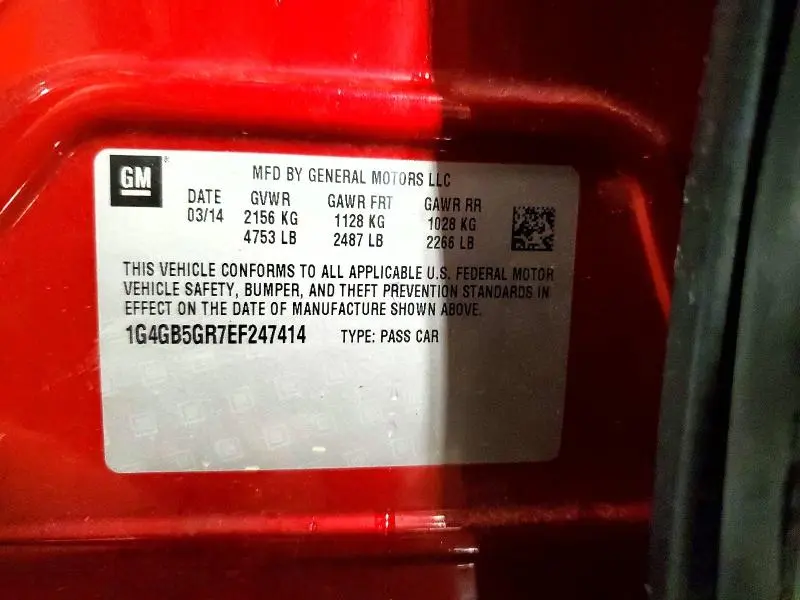 GM ®
MFD BY GENERAL MOTORS LLC
DATE GVWR GAWR FRT GAWR RR
03/14 2156 KG 1128 KG 1028 KG
4753 LB 2487 LB 2266 LB
THIS VEHICLE CONFORMS TO ALL APPLICABLE U.S. FEDERAL MOTOR
VEHICLE SAFETY, BUMPER, AND THEFT PREVENTION STANDARDS IN
EFFECT ON THE DATE OF MANUFACTURE SHOWN ABOVE.
1G4GB5GR7EF247414 TYPE: PASS CAR